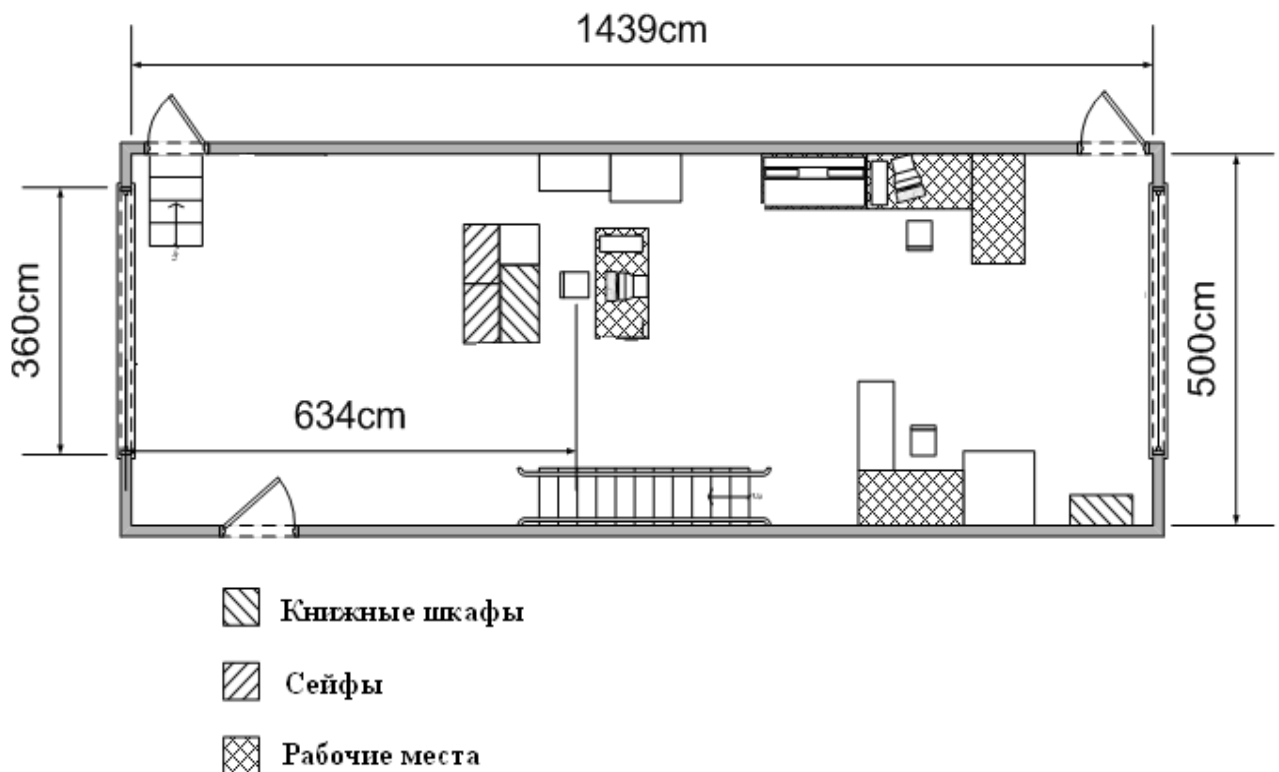 1439cm
360cm
500cm
634cm
Книжные шкафы
Сейфы
Рабочие места